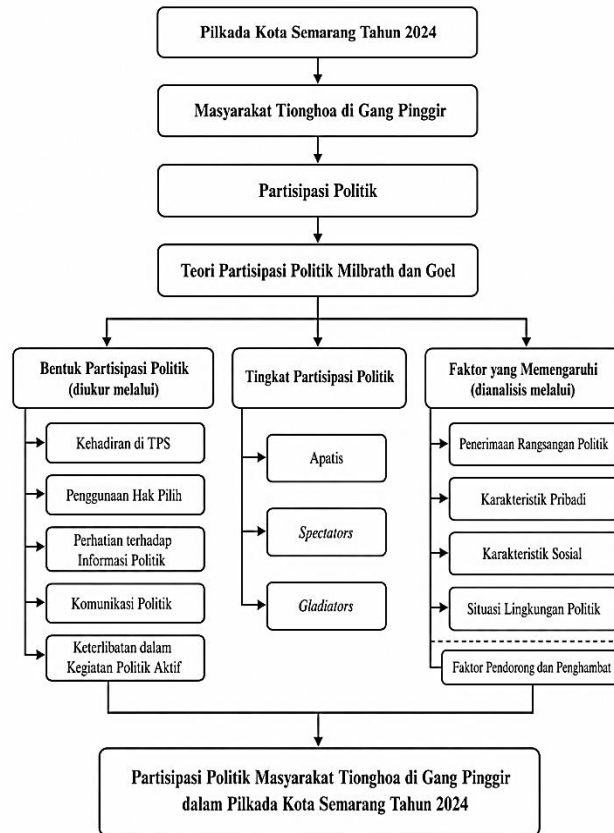 Pilkada Kota Semarang Tahun 2024
Masyarakat Tionghoa di Gang Pinggir
Partisipasi Politik
Teori Partisipasi Politik Milbrath dan Goel
Bentuk Partisipasi Politik
(diukur melalui)
Kehadiran di TPS
Penggunaan Hak Pilih
Perhatian terhadap
Informasi Politik
Komunikasi Politik
Keterlibatan dalam
Kegiatan Politik Aktif
Tingkat Partisipasi Politik
Apatis
Spectators
Gladiators
Faktor yang Memengaruhi
(dianalisis melalui)
Penerimaan Rangsangan Politik
Karakteristik Pribadi
Karakteristik Sosial
Situasi Lingkungan Politik
Faktor Pendorong dan Penghambat
Partisipasi Politik Masyarakat Tionghoa di Gang Pinggir
dalam Pilkada Kota Semarang Tahun 2024